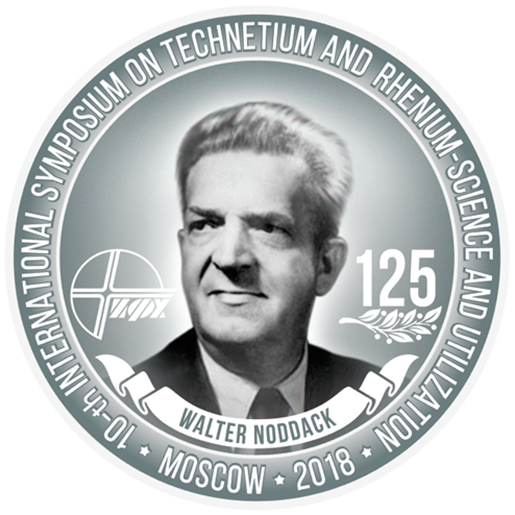 10-th INTERNATIONAL SYMPOSIUM ON TECHNETIUM AND RHENIUM-SCIENCE AND UTILIZATION
125
WALTER NODDACK
MOSCOW * 2018